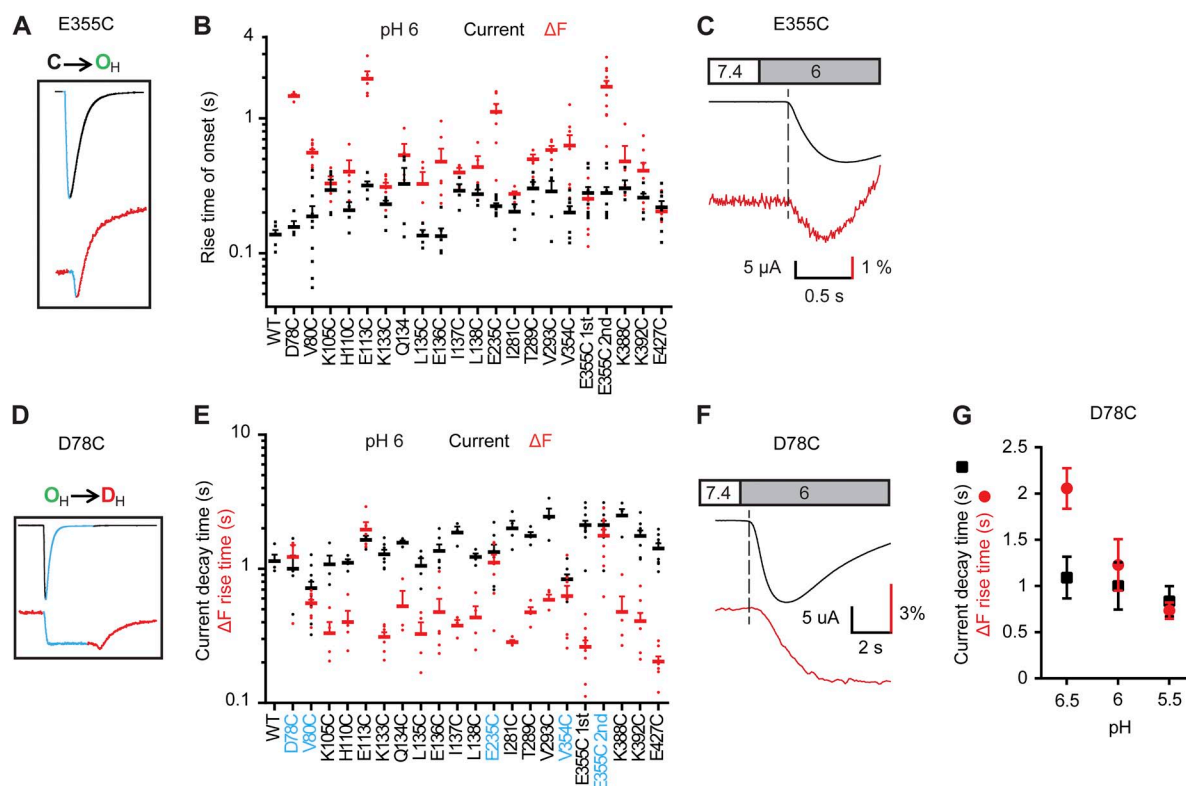 A
E355C
C → OH
B
pH 6 Current ΔF
Rise time of onset (s)
4
1
0.1
WT
D78C
V80C
K105C
H110C
E113C
K133C
Q134
L135C
E136C
I137C
L138C
E235C
I281C
T289C
V293C
V354C
E355C 1st
E355C 2nd
K388C
K392C
E427C
C
E355C
7.4 6
5 µA
1 %
0.5 s
D
D78C
OH → DH
E
pH 6 Current ΔF
Current decay time (s)
ΔF rise time (s)
10
1
0.1
WT
D78C
V80C
K105C
H110C
E113C
K133C
Q134C
L135C
E136C
I137C
L138C
E235C
I281C
T289C
V293C
V354C
E355C 1st
E355C 2nd
K388C
K392C
E427C
F
D78C
7.4 6
5 uA
3%
2 s
G
D78C
Current decay time (s)
ΔF rise time (s)
2.5
2
1.5
1
0.5
0
6.5 6 5.5
pH